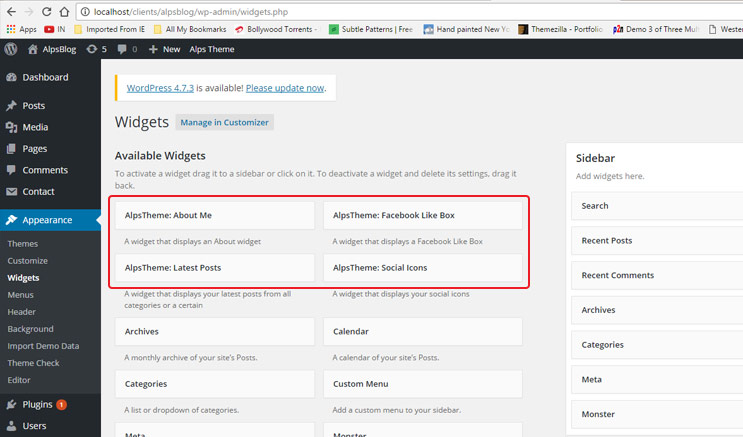 localhost/clients/alpsblog/wp-admin/widgets.php
Apps IN Imported From IE All My Bookmarks Bollywood Torrents - Subtle Patterns | Free Hand painted New Yo Themezilla - Portfolio Demo 3 of Three Mult Wester
AlpsBlog 5 0 New Alps Theme
Dashboard
Posts
Media
Pages
Comments
Contact
Appearance
Themes
Customize
Widgets
Menus
Header
Background
Import Demo Data
Theme Check
Editor
Plugins 1
Users
WordPress 4.7.3 is available! Please update now.
Widgets Manage in Customizer
Available Widgets
To activate a widget drag it to a sidebar or click on it. To deactivate a widget and delete its settings, drag it
back.
AlpsTheme: About Me
A widget that displays an About widget
AlpsTheme: Facebook Like Box
A widget that displays a Facebook Like Box
AlpsTheme: Latest Posts
A widget that displays your latest posts from all
categories or a certain
AlpsTheme: Social Icons
A widget that displays your social icons
Archives
A monthly archive of your site's Posts.
Calendar
A calendar of your site's Posts.
Categories
A list or dropdown of categories.
Custom Menu
Add a custom menu to your sidebar.
Meta
Monster
Sidebar
Add widgets here.
Search
Recent Posts
Recent Comments
Archives
Categories
Meta
Monster